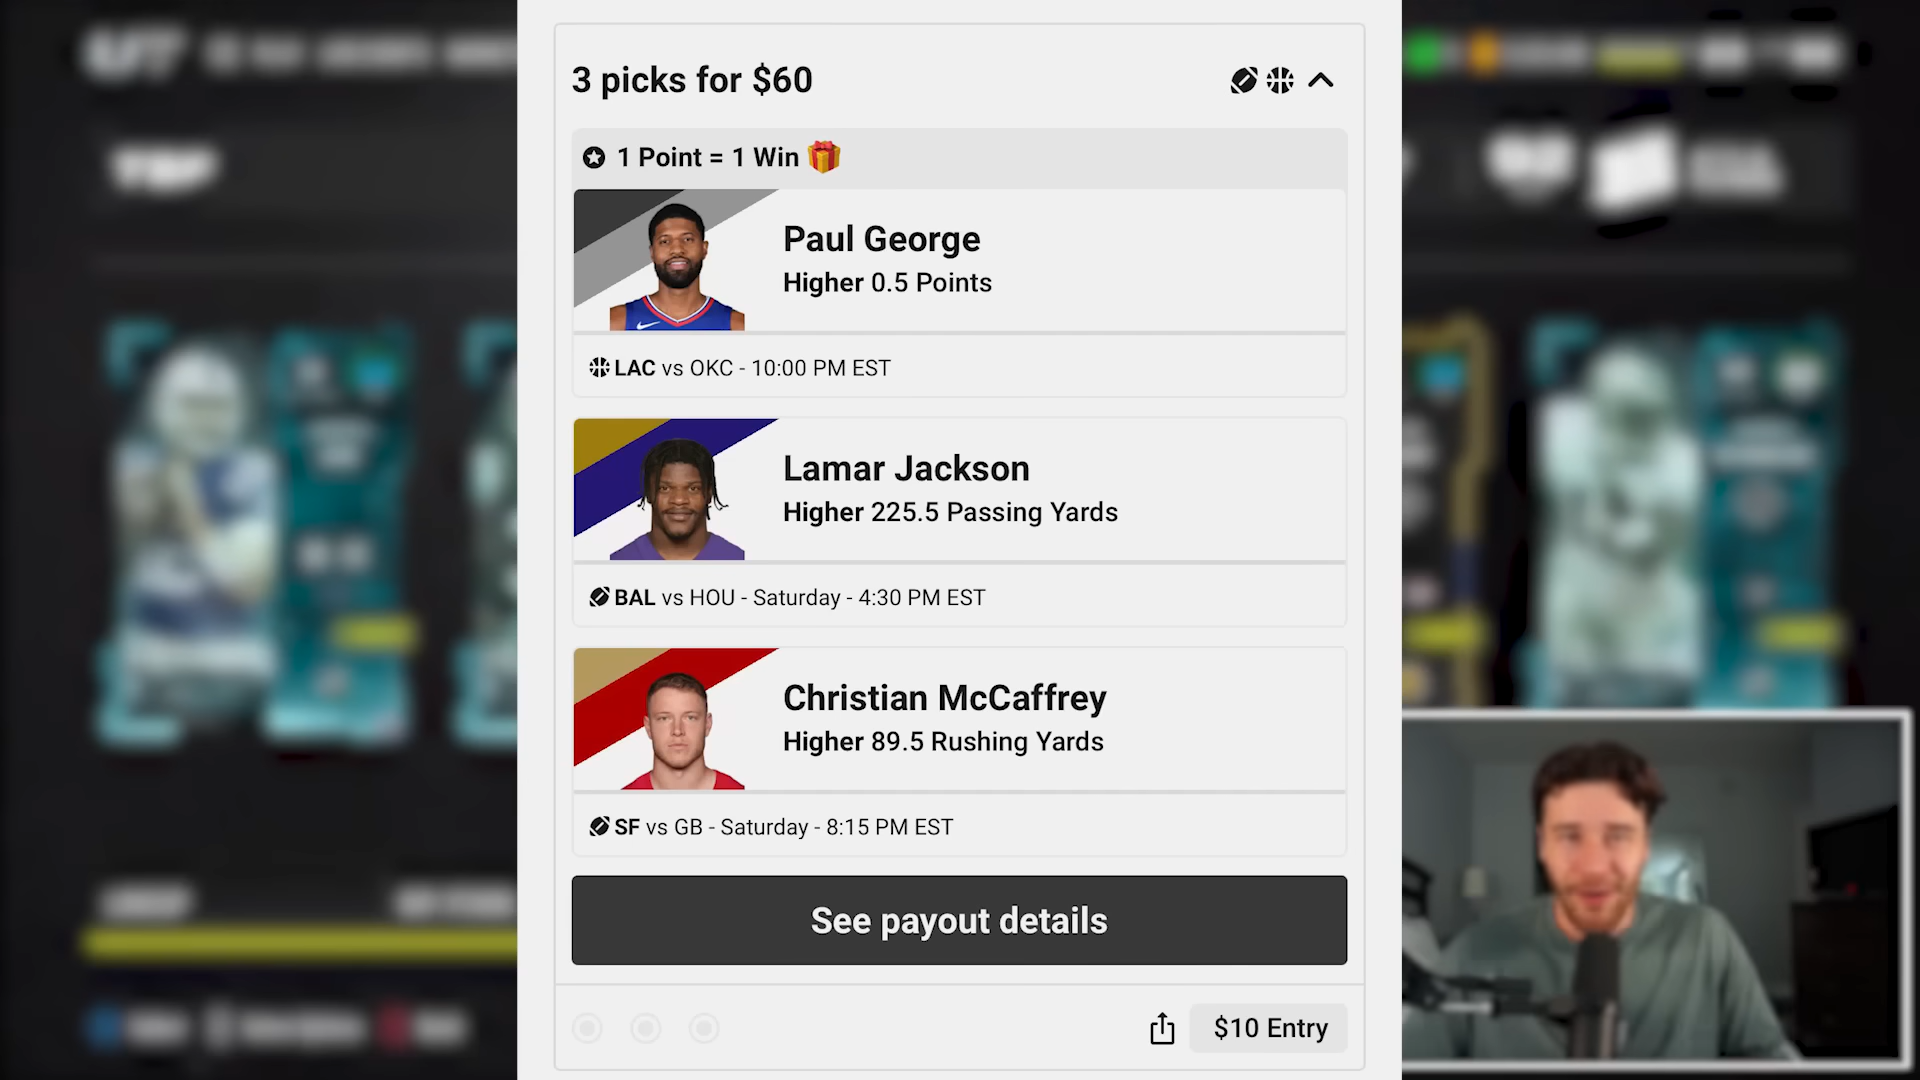 3 picks for $60
1 Point = 1 Win
Paul George
Higher 0.5 Points
LAC vs OKC - 10:00 PM EST
Lamar Jackson
Higher 225.5 Passing Yards
BAL vs HOU - Saturday - 4:30 PM EST
Christian McCaffrey
Higher 89.5 Rushing Yards
SF vs GB - Saturday - 8:15 PM EST
See payout details
$10 Entry